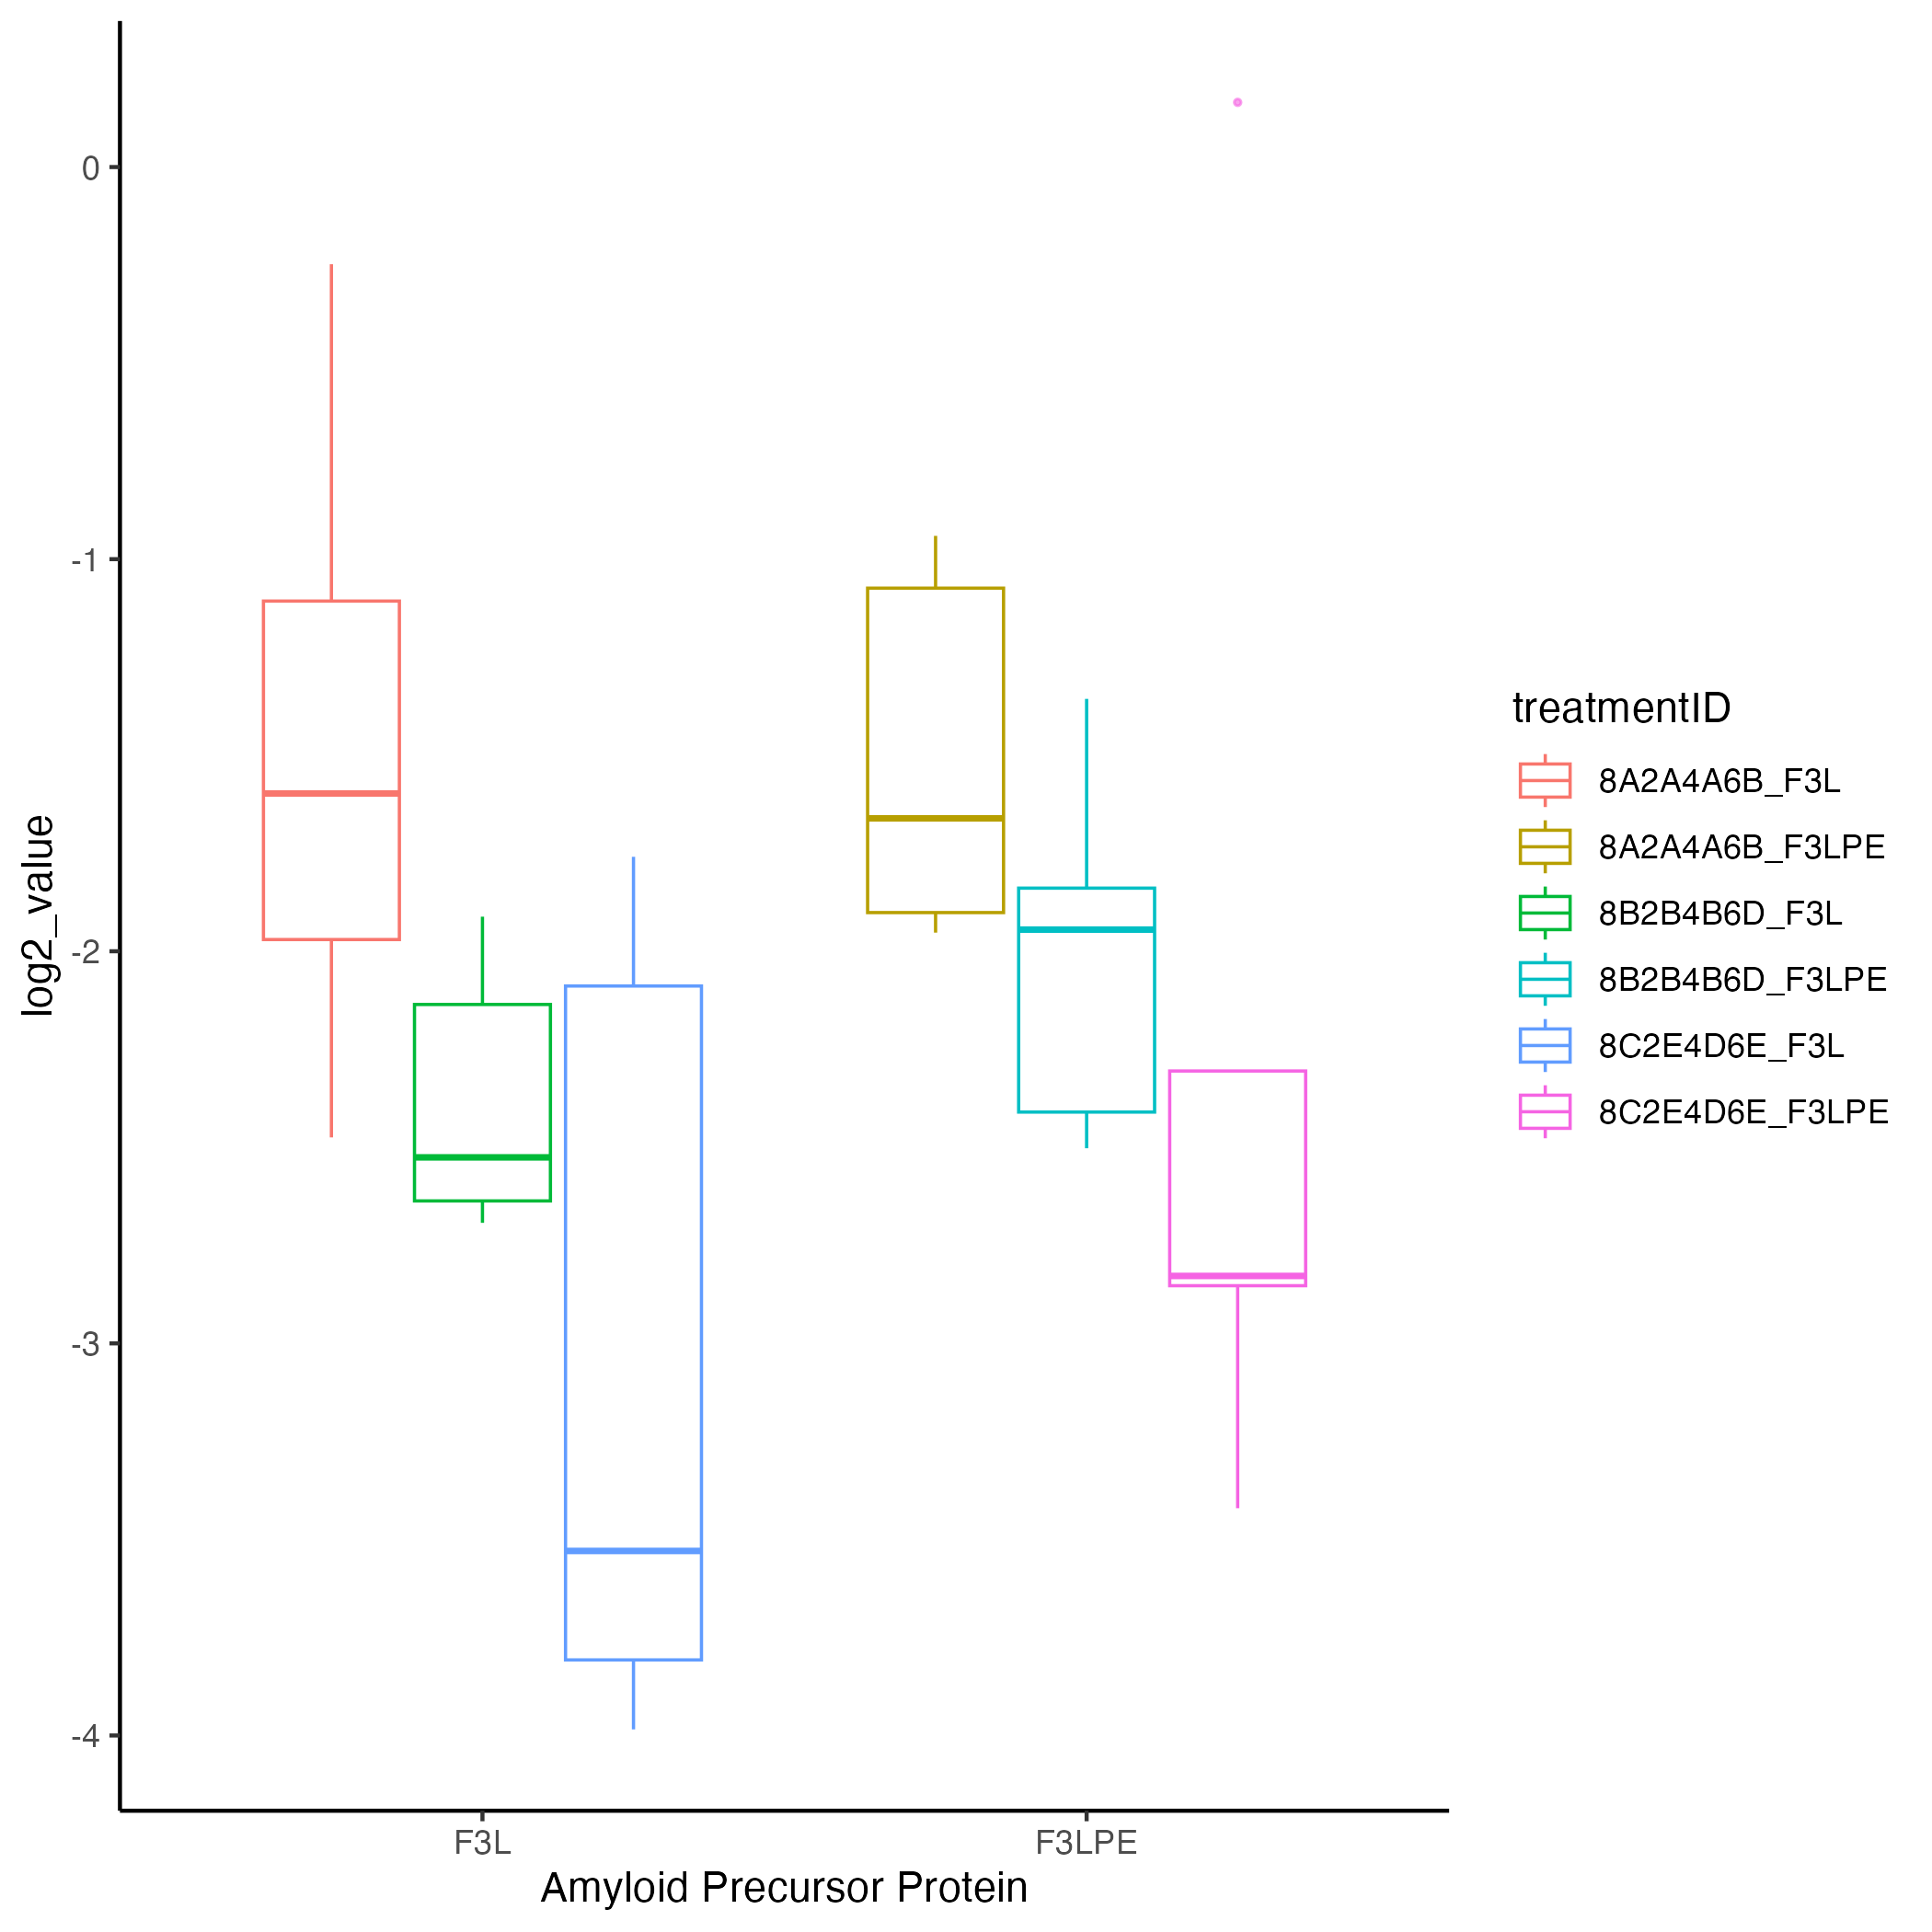 log2_value
0
-1
-2
-3
-4
F3L
F3LPE
Amyloid Precursor Protein
treatmentID
8A2A4A6B_F3L
8A2A4A6B_F3LPE
8B2B4B6D_F3L
8B2B4B6D_F3LPE
8C2E4D6E_F3L
8C2E4D6E_F3LPE